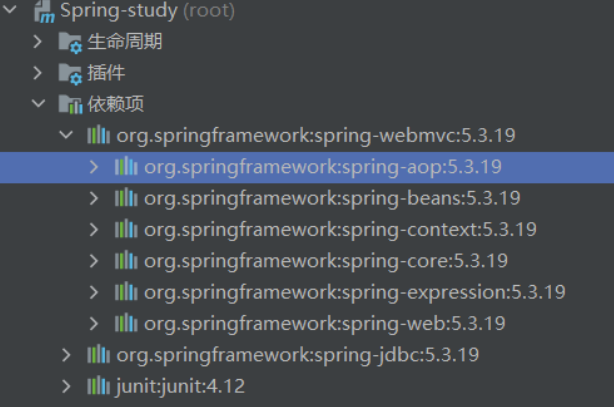 Spring-study (root)
生命周期
插件
依赖项
org.springframework:spring-webmvc:5.3.19
org.springframework:spring-aop:5.3.19
org.springframework:spring-beans:5.3.19
org.springframework:spring-context:5.3.19
org.springframework:spring-core:5.3.19
org.springframework:spring-expression:5.3.19
org.springframework:spring-web:5.3.19
org.springframework:spring-jdbc:5.3.19
junit:junit:4.12